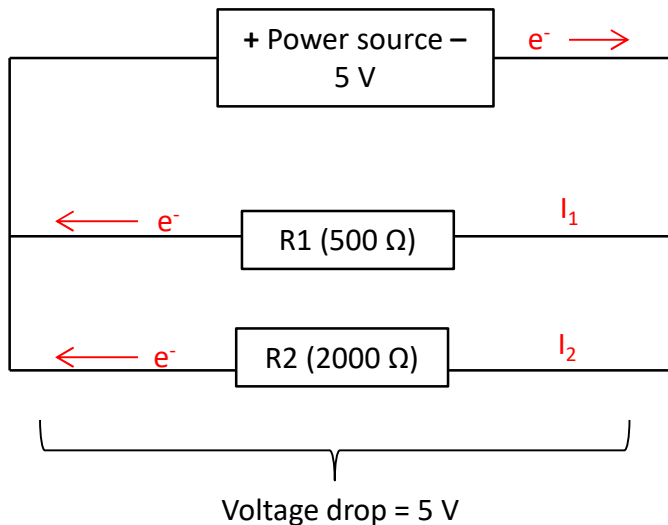 + Power source –
5 V
e-
e-
R1 (500 Ω)
I1
e-
R2 (2000 Ω)
I2
Voltage drop = 5 V